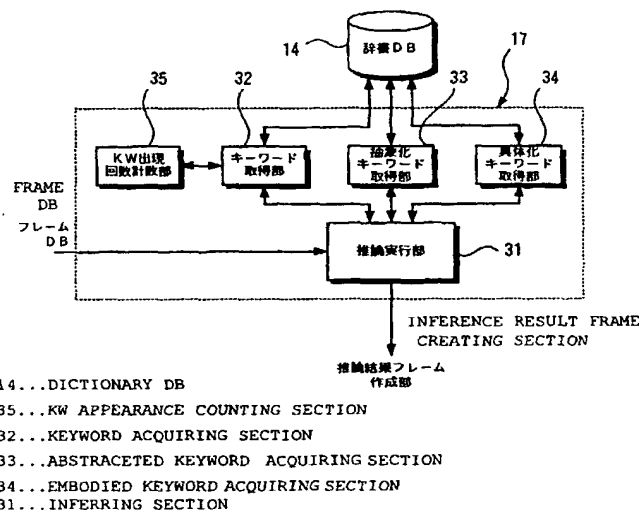 14
辞書DB
35
32
33
17
34
KW出現
回数計数部
キーワード
取得部
抽象化
キーワード
取得部
具体化
キーワード
取得部
FRAME
DB
フレーム
DB
推論実行部
31
INFERENCE RESULT FRAME
CREATING SECTION
推論結果フレーム
作成部
14...DICTIONARY DB
35...KW APPEARANCE COUNTING SECTION
32...KEYWORD ACQUIRING SECTION
33...ABSTRACETED KEYWORD ACQUIRING SECTION
34...EMBODIED KEYWORD ACQUIRING SECTION
31...INFERRING SECTION